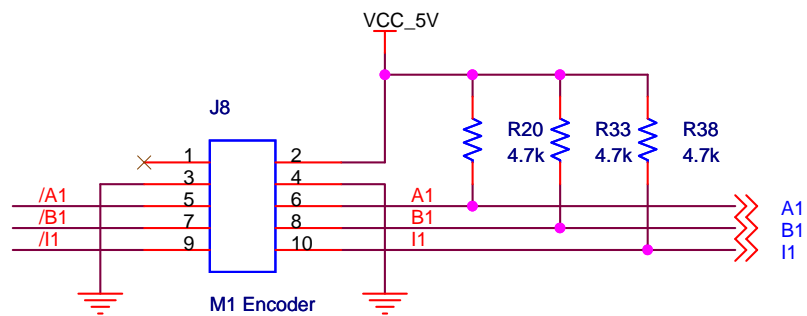 VCC_5V
J8
R20 R33 R38
4.7k 4.7k 4.7k
1 2
3 4
/A1 5 6 A1 A1
/B1 7 8 B1 B1
/I1 9 10 I1 I1
M1 Encoder